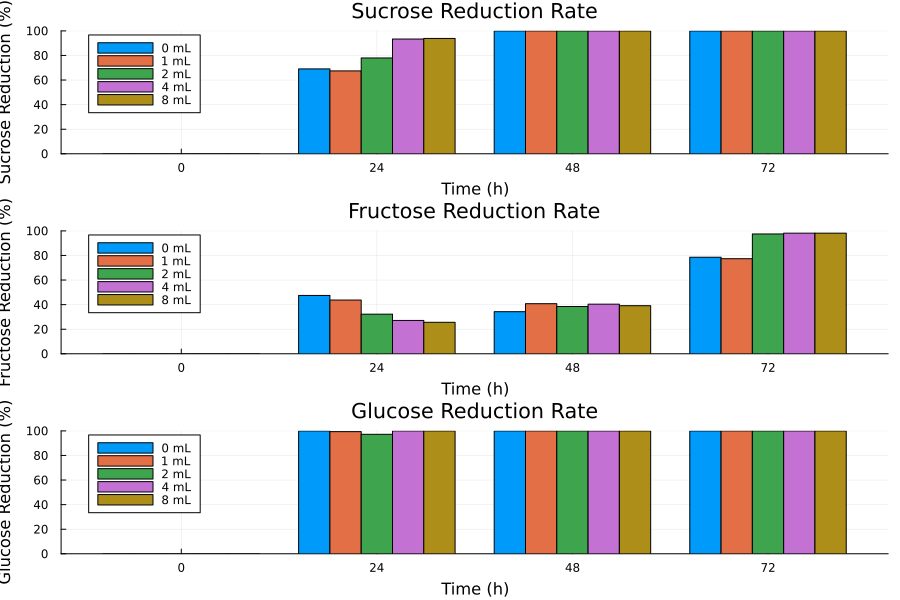 Sucrose Reduction Rate
Sucrose Reduction (%)
100
80
60
40
20
0
0 mL
1 mL
2 mL
4 mL
8 mL
0 24 48 72
Time (h)
Fructose Reduction Rate
Fructose Reduction (%)
100
80
60
40
20
0
0 mL
1 mL
2 mL
4 mL
8 mL
0 24 48 72
Time (h)
Glucose Reduction Rate
Glucose Reduction (%)
100
80
60
40
20
0
0 mL
1 mL
2 mL
4 mL
8 mL
0 24 48 72
Time (h)